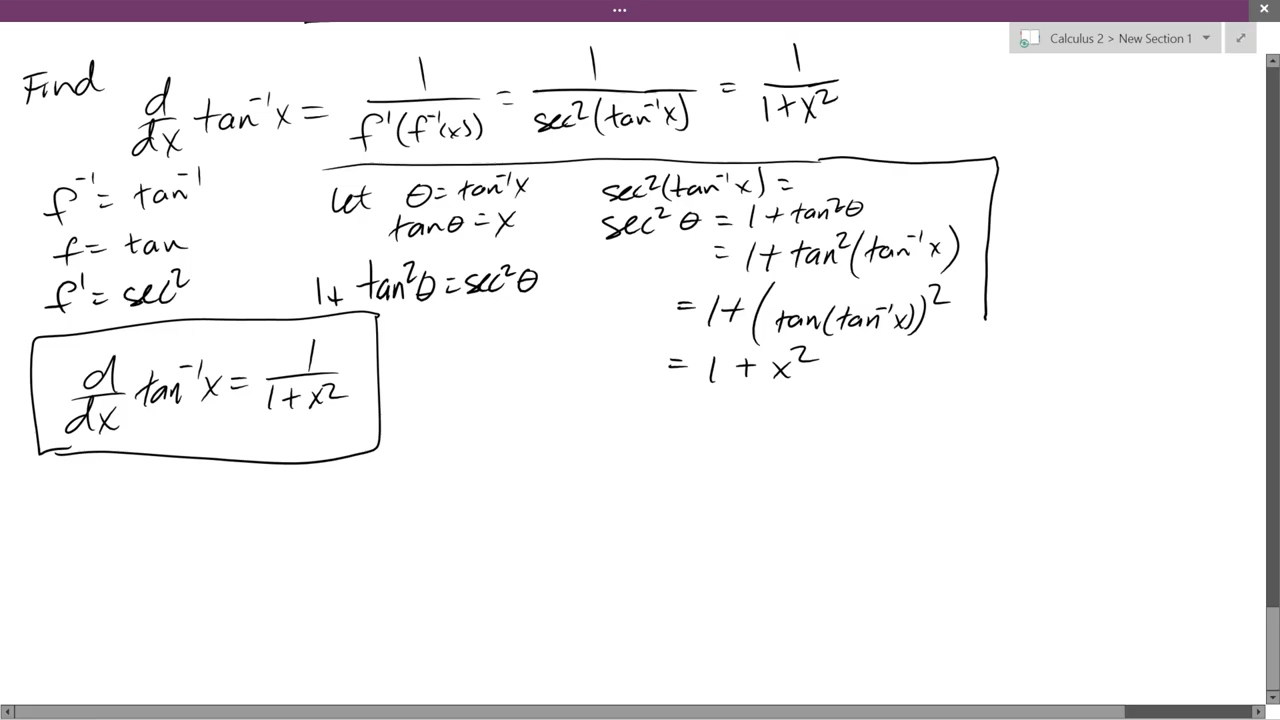 ...
Calculus 2 > New Section 1
Find d/dx tan⁻¹x = 1/f'(f⁻¹(x)) = 1/sec²(tan⁻¹x) = 1/1+x²
f⁻¹ = tan⁻¹
f = tan
f' = sec²
let θ = tan⁻¹x
tanθ = x
1+ tan²θ = sec²θ
sec²(tan⁻¹x) =
sec²θ = 1 + tan²θ
= 1 + tan²(tan⁻¹x)
= 1 + (tan(tan⁻¹x))²
= 1 + x²
d/dx tan⁻¹x = 1/1+x²